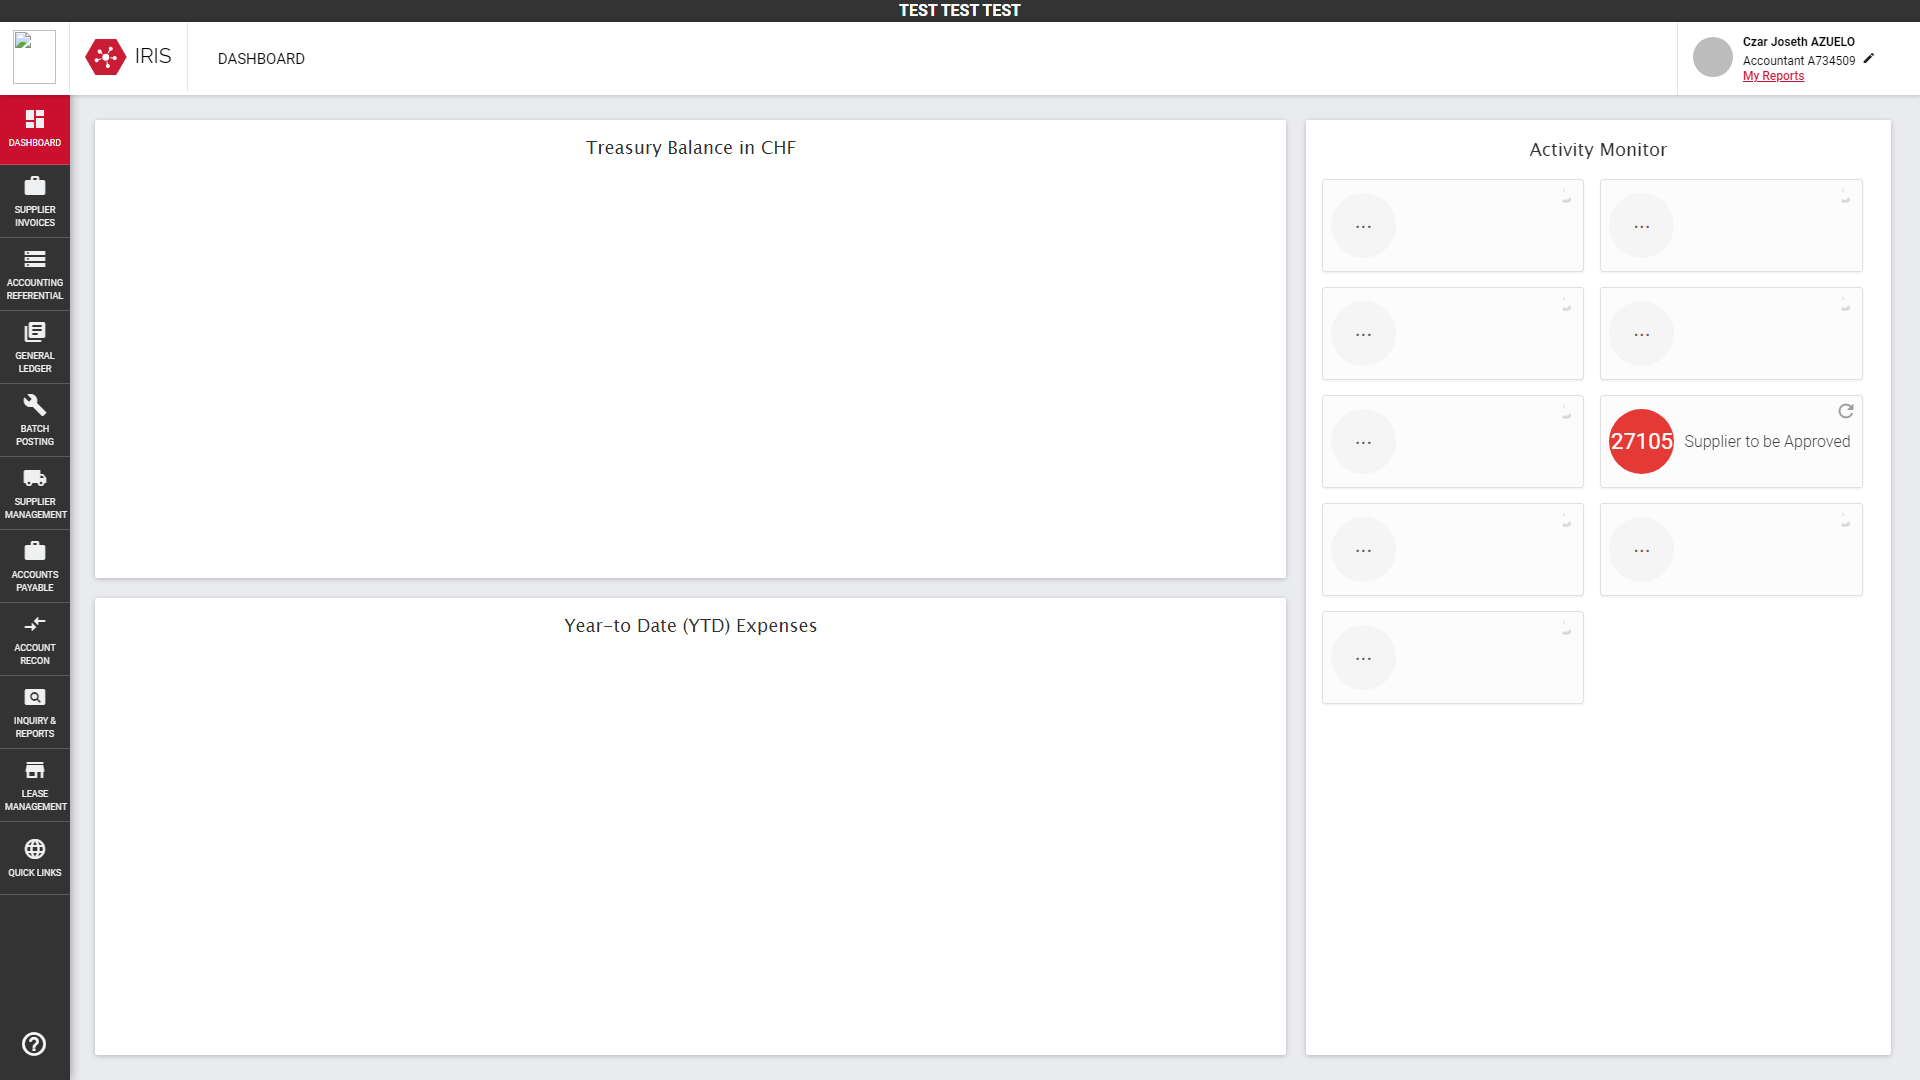 TEST TEST TEST
IRIS
DASHBOARD
Czar Joseth AZUELO
Accountant A734509
My Reports
DASHBOARD
SUPPLIER
INVOICES
ACCOUNTING
REFERENTIAL
GENERAL
LEDGER
BATCH
POSTING
SUPPLIER
MANAGEMENT
ACCOUNTS
PAYABLE
ACCOUNT
RECON
INQUIRY &
REPORTS
LEASE
MANAGEMENT
QUICK LINKS
Treasury Balance in CHF
Year-to Date (YTD) Expenses
Activity Monitor
...
...
...
...
...
27105 Supplier to be Approved
...
...
...